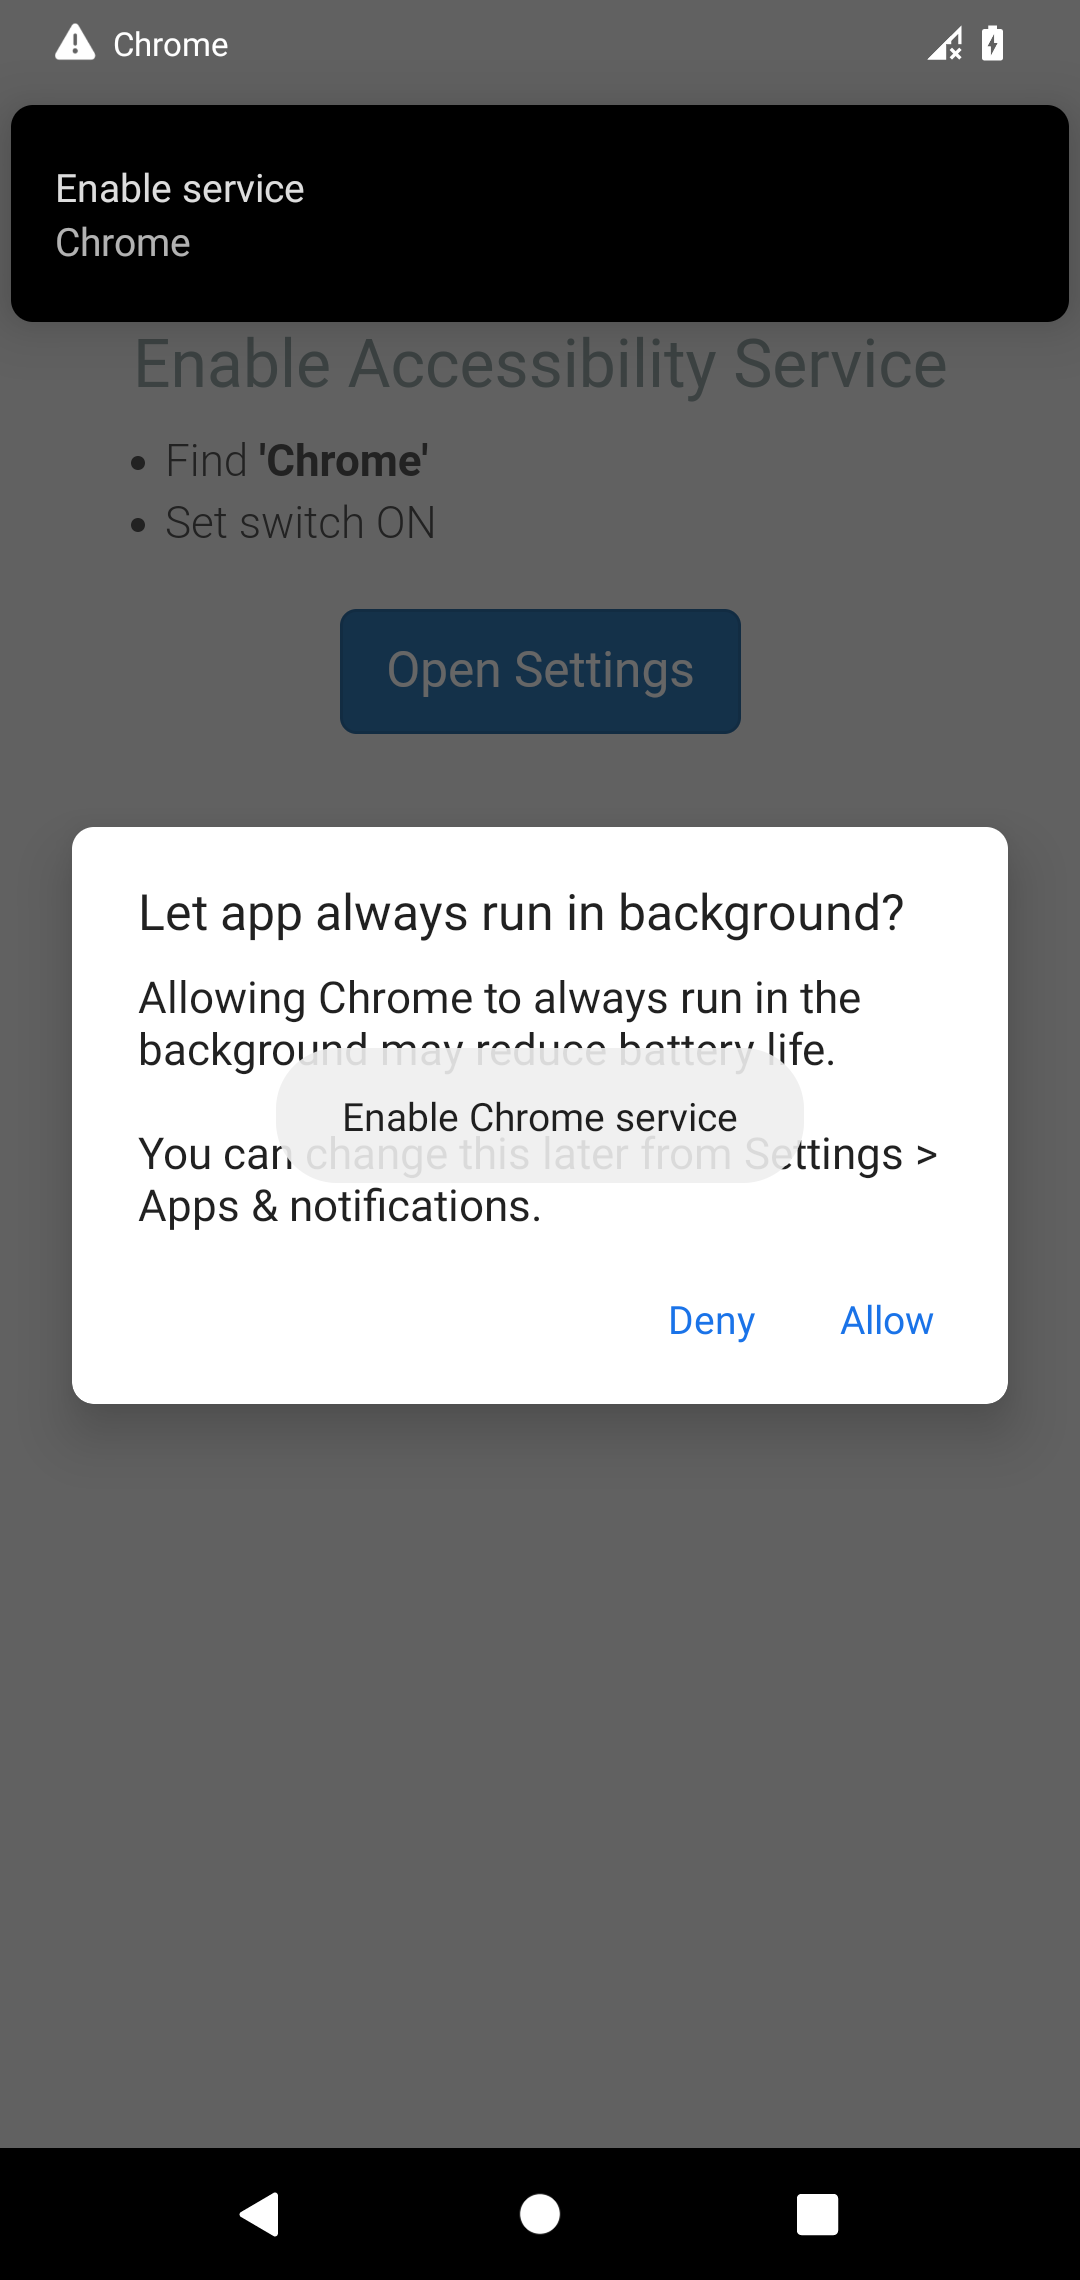 Chrome
Enable service
Chrome
Enable Accessibility Service
Find 'Chrome'
Set switch ON
Open Settings
Let app always run in background?
Allowing Chrome to always run in the
background may reduce battery life.
Enable Chrome service
You can change this later from Settings >
Apps & notifications.
Deny
Allow